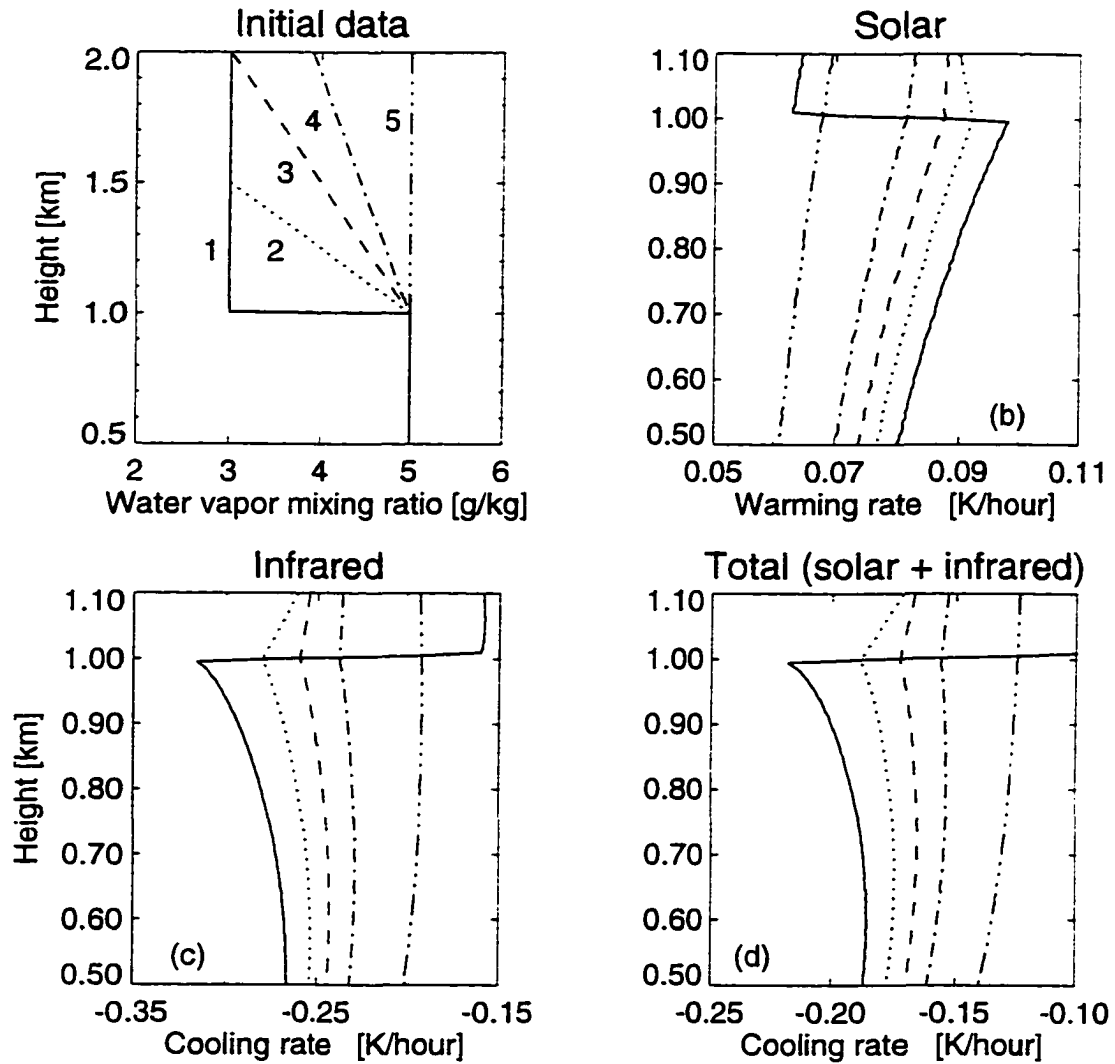 Initial data
2.0
1.5
1.0
0.5
Height [km]
1
2
3
4
5
2 3 4 5 6
Water vapor mixing ratio [g/kg]
Solar
1.10
1.00
0.90
0.80
0.70
0.60
0.50
(b)
0.05 0.07 0.09 0.11
Warming rate [K/hour]
Infrared
1.10
1.00
0.90
0.80
0.70
0.60
0.50
Height [km]
(c)
-0.35 -0.25 -0.15
Cooling rate [K/hour]
Total (solar + infrared)
1.10
1.00
0.90
0.80
0.70
0.60
0.50
(d)
-0.25 -0.20 -0.15 -0.10
Cooling rate [K/hour]